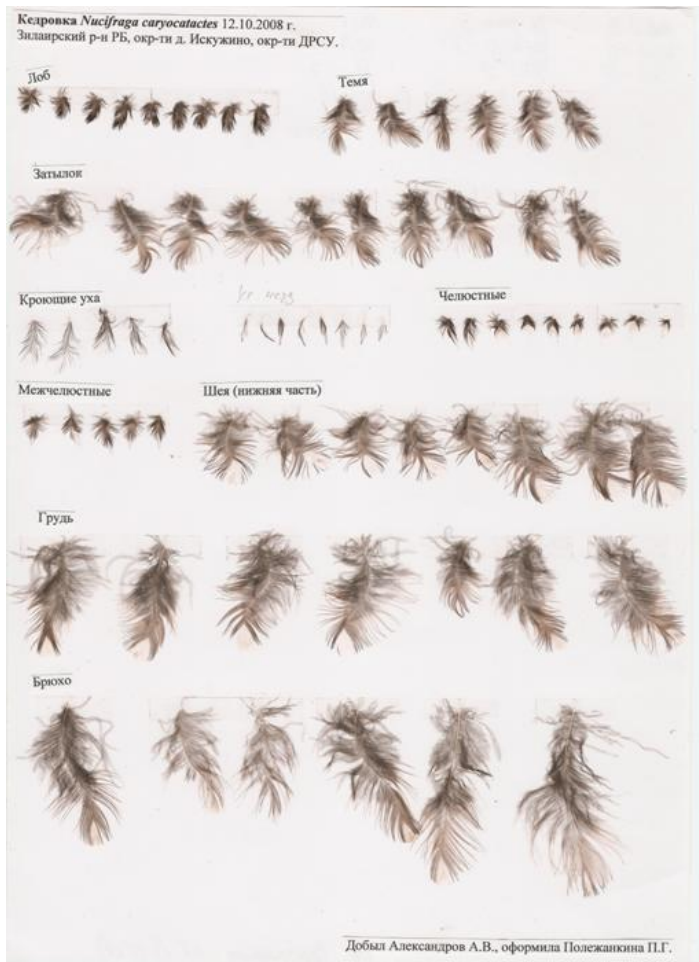 Кедровка Nucifraga caryocatactes 12.10.2008 г.
Зилаирский р-н РБ, окр-ти д. Искужино, окр-ти ДРСУ.
Лоб
Темя
Затылок
Кроющие уха
Челюстные
Межчелюстные
Шея (нижняя часть)
Грудь
Брюхо
Добыл Александров А.В., оформила Полежанкина П.Г.